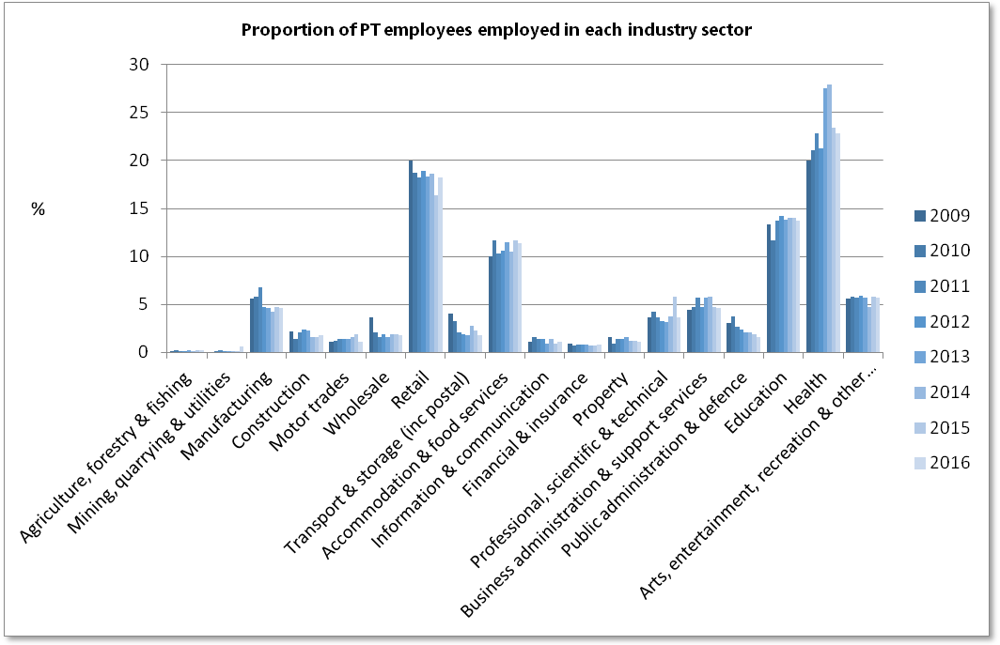 Proportion of PT employees employed in each industry sector
30
25
20
15
10
5
0
%
Agriculture, forestry & fishing
Mining, quarrying & utilities
Manufacturing
Construction
Motor trades
Wholesale
Retail
Transport & storage (inc postal)
Accommodation & food services
Information & communication
Financial & insurance
Property
Professional, scientific & technical
Business administration & support services
Public administration & defence
Education
Health
Arts, entertainment, recreation & other...
2009
2010
2011
2012
2013
2014
2015
2016